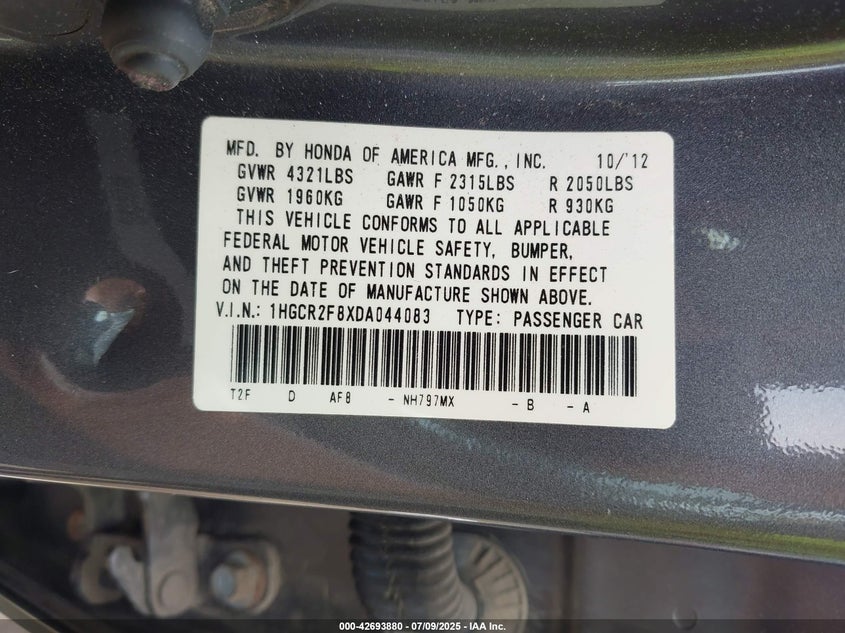 MFD. BY HONDA OF AMERICA MFG., INC. 10/'12
GVWR 4321LBS GAWR F 2315LBS R 2050LBS
GVWR 1960KG GAWR F 1050KG R 930KG
THIS VEHICLE CONFORMS TO ALL APPLICABLE
FEDERAL MOTOR VEHICLE SAFETY, BUMPER,
AND THEFT PREVENTION STANDARDS IN EFFECT
ON THE DATE OF MANUFACTURE SHOWN ABOVE.
V.I.N.: 1HGCR2F8XDA044083 TYPE: PASSENGER CAR
T2F D AF8 - NH797MX - B - A
000-42693880 - 07/09/2025 - IAA Inc.